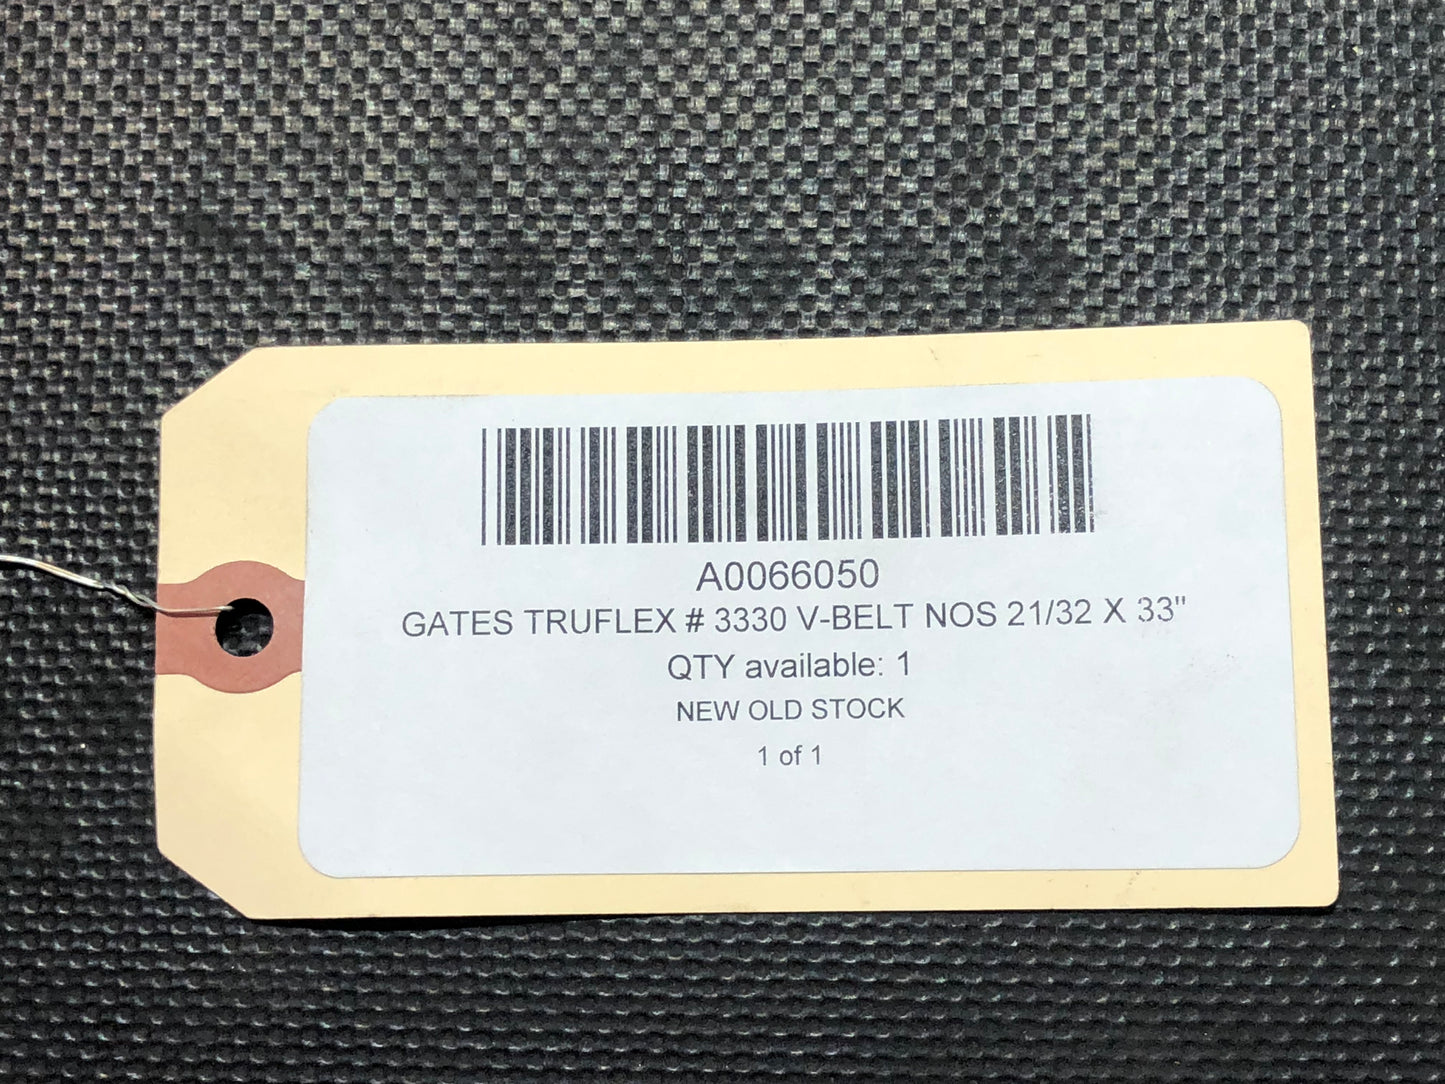 A0066050
GATES TRUFLEX # 3330 V-BELT NOS 21/32 X 33"
QTY available: 1
NEW OLD STOCK
1 of 1